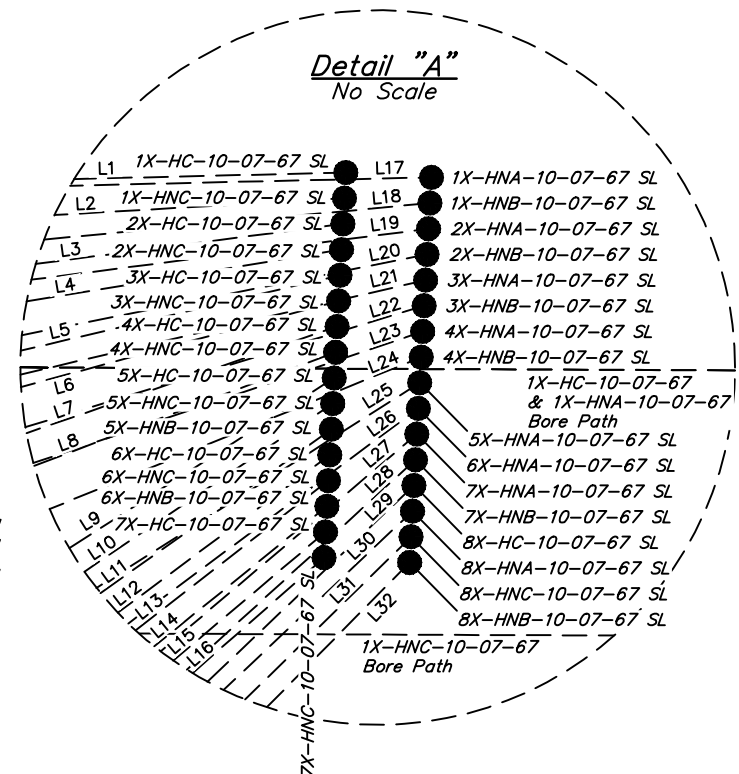 Detail "A"
No Scale
L1
1X-HC-10-07-67 SL
L17
1X-HNA-10-07-67 SL
L2
1X-HNC-10-07-67 SL
L18
1X-HNB-10-07-67 SL
2X-HC-10-07-67 SL
L19
2X-HNA-10-07-67 SL
L3
2X-HNC-10-07-67 SL
L20
2X-HNB-10-07-67 SL
L4
3X-HC-10-07-67 SL
L21
3X-HNA-10-07-67 SL
3X-HNC-10-07-67 SL
L22
3X-HNB-10-07-67 SL
L5
4X-HC-10-07-67 SL
L23
4X-HNA-10-07-67 SL
4X-HNC-10-07-67 SL
L24
4X-HNB-10-07-67 SL
L6
5X-HC-10-07-67 SL
1X-HC-10-07-67
& 1X-HNA-10-07-67
Bore Path
L7
5X-HNC-10-07-67 SL
L25
L8
5X-HNB-10-07-67 SL
L26
5X-HNA-10-07-67 SL
6X-HC-10-07-67 SL
L27
6X-HNA-10-07-67 SL
6X-HNC-10-07-67 SL
L28
7X-HNA-10-07-67 SL
6X-HNB-10-07-67 SL
L29
7X-HNB-10-07-67 SL
L9
7X-HC-10-07-67 SL
L30
8X-HC-10-07-67 SL
L10
L11
L31
8X-HNA-10-07-67 SL
L12
L13
L32
8X-HNC-10-07-67 SL
L14
L15
L16
8X-HNB-10-07-67 SL
7X-HNC-10-07-67 SL
1X-HNC-10-07-67
Bore Path